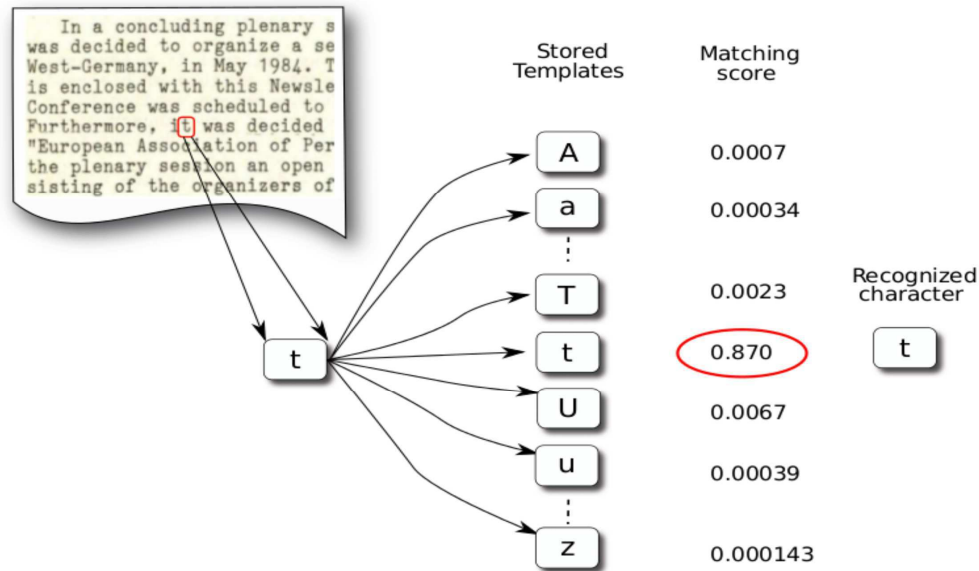 In a concluding plenary s
was decided to organize a se
West-Germany, in May 1984. T
is enclosed with this Newsle
Conference was scheduled to
Furthermore, it was decided
"European Association of Per
the plenary session an open
sisting of the organizers of
Stored
Templates
Matching
score
A 0.0007
a 0.00034
T 0.0023
Recognized
character
t t 0.870 t
U 0.0067
u 0.00039
z 0.000143